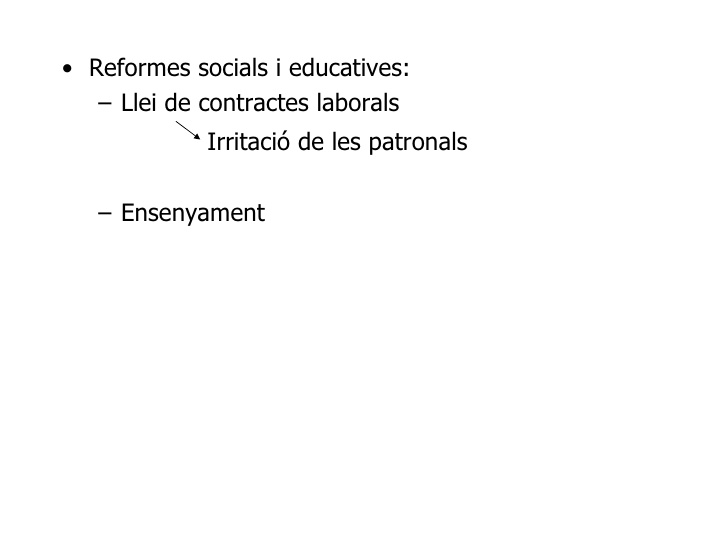 • Reformes socials i educatives:
– Llei de contractes laborals
Irritació de les patronals
– Ensenyament